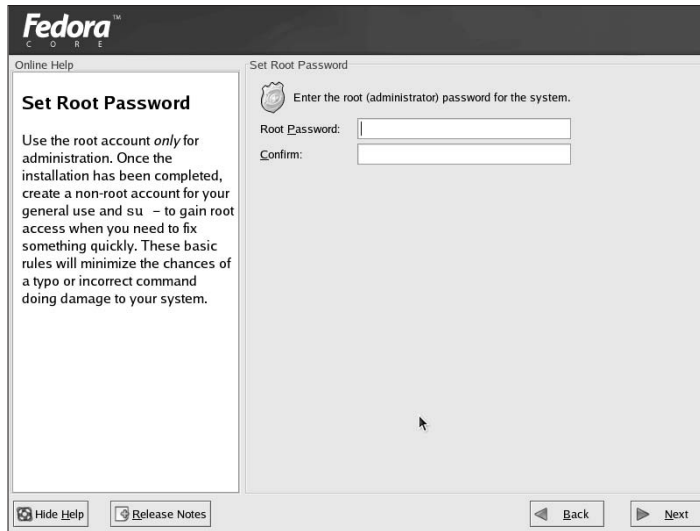 Fedora™
CORE
Online Help
Set Root Password
Use the root account only for
administration. Once the
installation has been completed,
create a non-root account for your
general use and su - to gain root
access when you need to fix
something quickly. These basic
rules will minimize the chances of
a typo or incorrect command
doing damage to your system.
Set Root Password
Enter the root (administrator) password for the system.
Root Password:
Confirm:
Hide Help
Release Notes
Back
Next